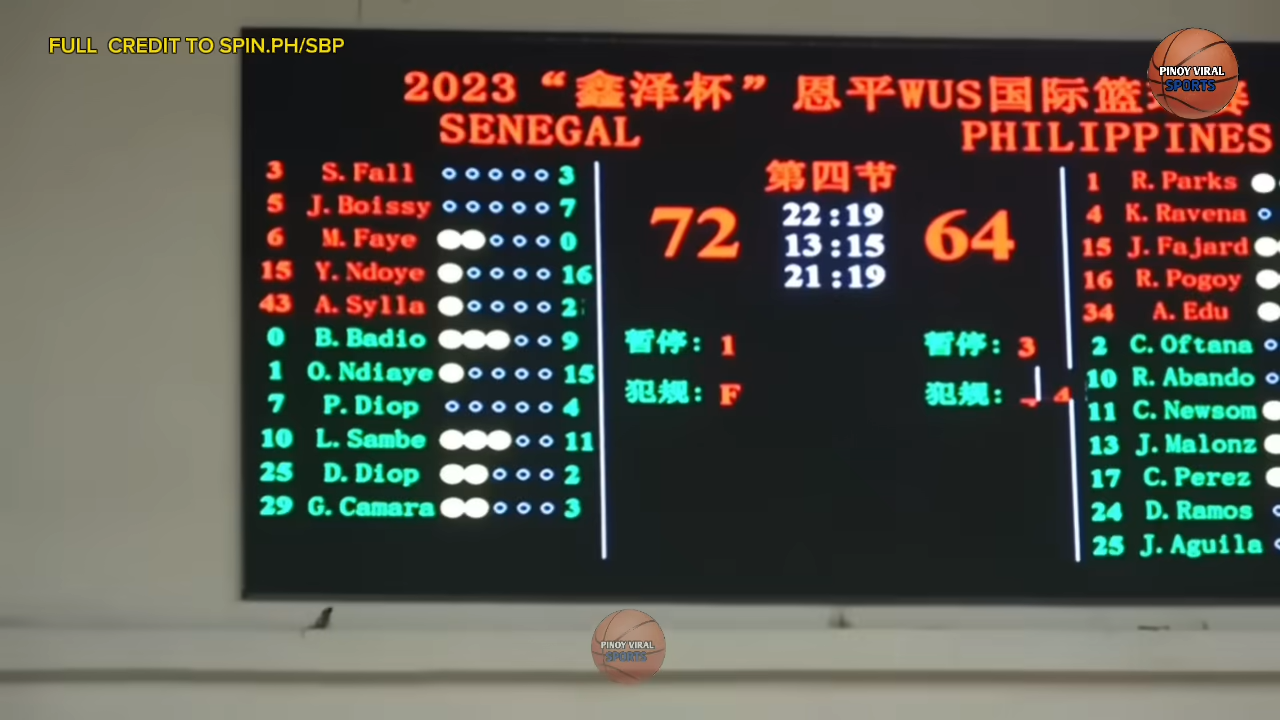 FULL CREDIT TO SPIN.PH/SBP
PINOY VIRAL
SPORTS
2023 “鑫泽杯” 恩平WUS国际篮
SENEGAL
PHILIPPINES
3 S. Fall 3
5 J. Boissy 7
6 M. Faye 0
15 Y. Ndoye 16
43 A. Sylla 2
0 B. Badio 9
1 O. Ndiaye 15
7 P. Diop 4
10 L. Sambe 11
25 D. Diop 2
29 G. Camara 3
第四节
72 22:19 64
13:15
21:19
暂停: 1
犯规: F
暂停: 3
犯规: 4
1 R. Parks
4 K. Ravena
15 J. Fajard
16 R. Pogoy
34 A. Edu
2 C. Oftana
10 R. Abando
11 C. Newsom
13 J. Malonz
17 C. Perez
24 D. Ramos
25 J. Aguila
PINOY VIRAL
SPORTS